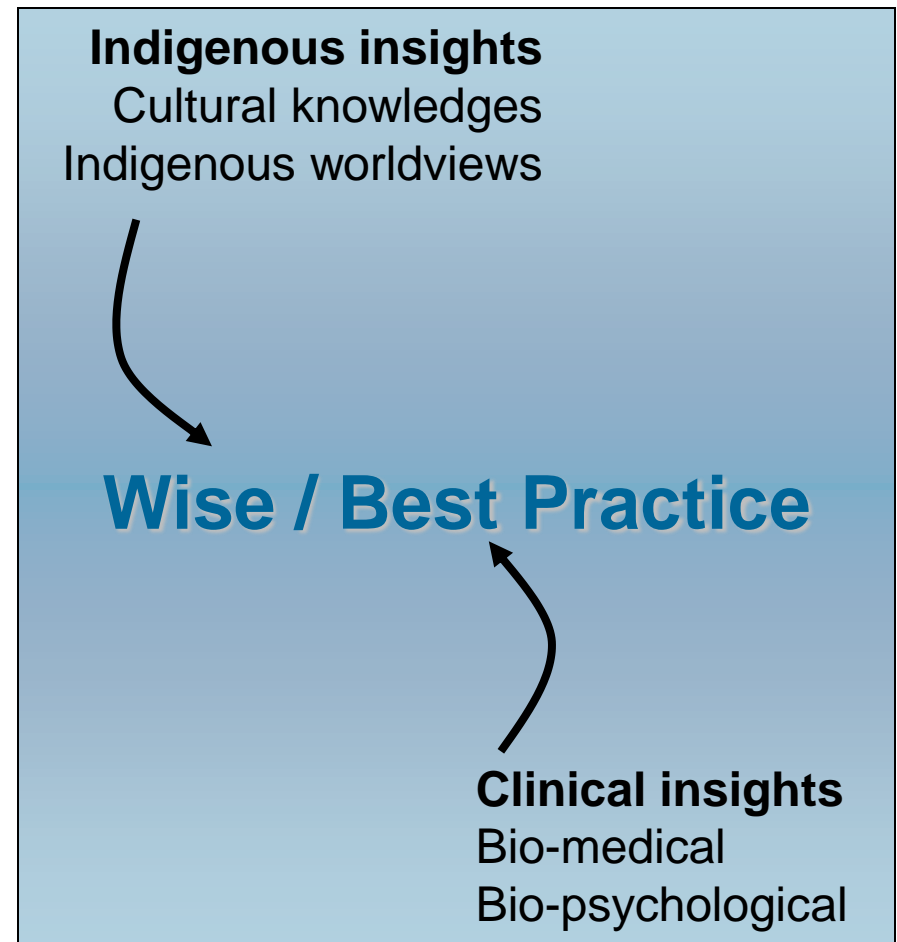 Indigenous insights
Cultural knowledges
Indigenous worldviews
Wise / Best Practice
Clinical insights
Bio-medical
Bio-psychological